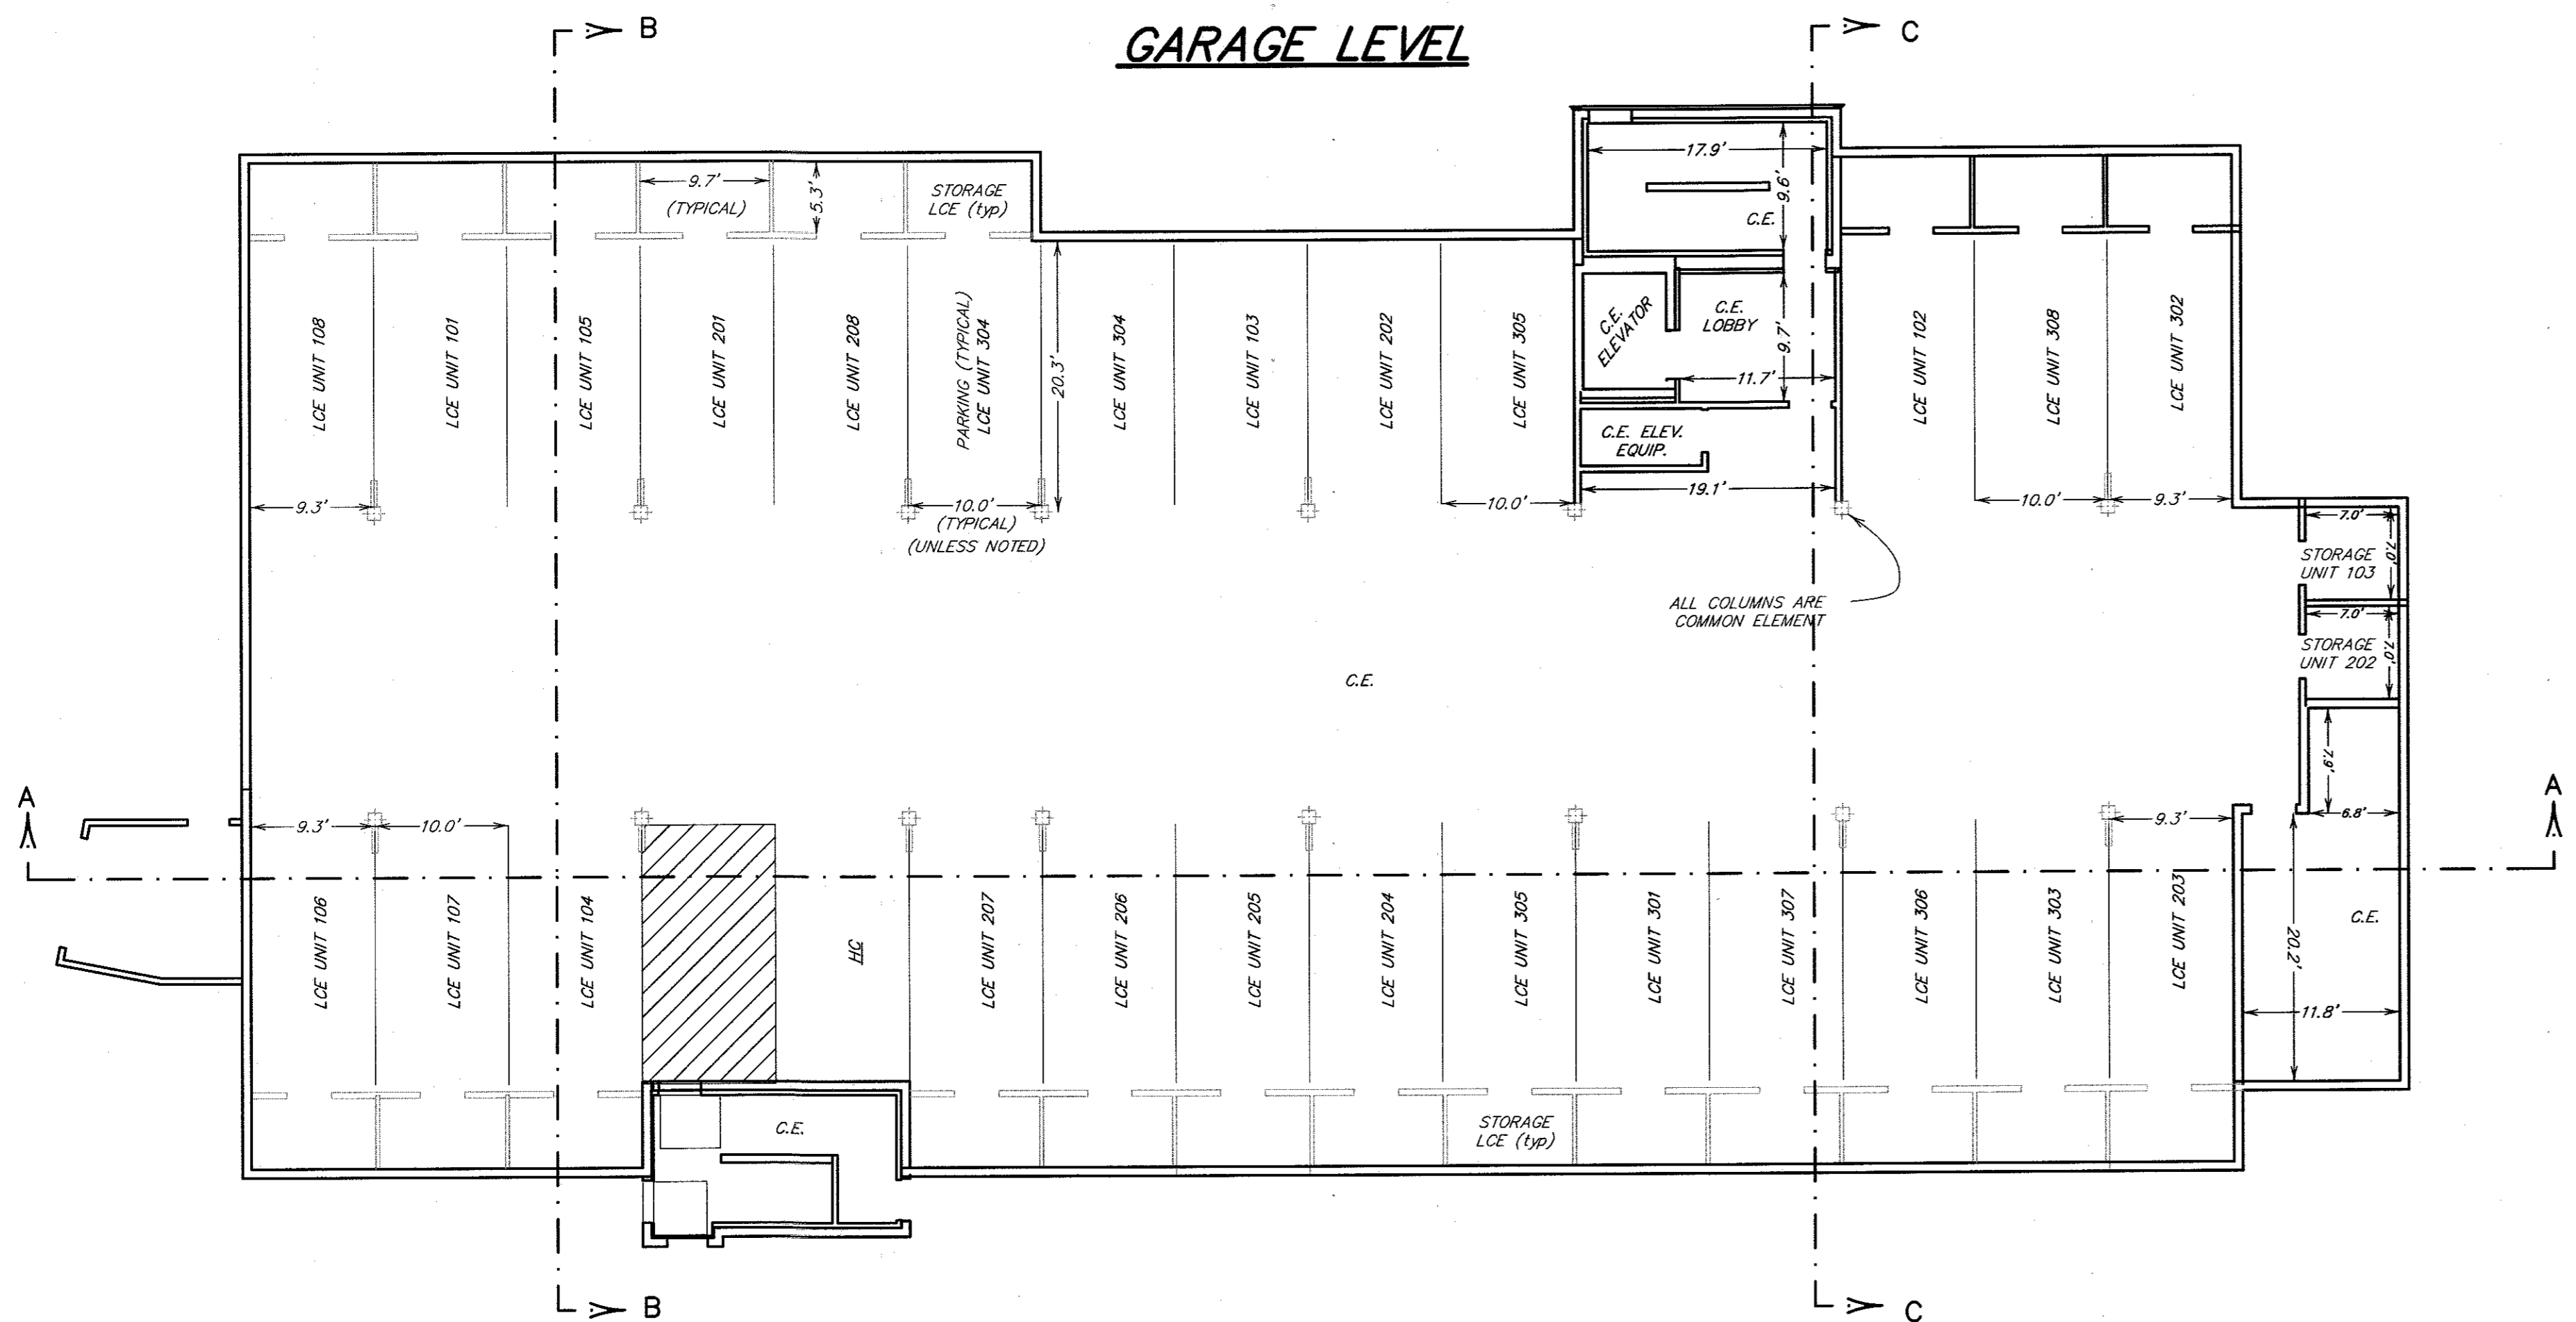 GARAGE LEVEL
B
C
17.9'
9.6'
C.E.
9.7'
(TYPICAL)
5.3'
STORAGE
LCE (typ)
LCE UNIT 108
LCE UNIT 101
LCE UNIT 105
LCE UNIT 201
LCE UNIT 208
PARKING (TYPICAL)
LCE UNIT 304
20.3'
LCE UNIT 304
LCE UNIT 103
LCE UNIT 202
LCE UNIT 305
C.E.
ELEVATOR
C.E.
LOBBY
9.7'
11.7'
LCE UNIT 102
LCE UNIT 308
LCE UNIT 302
C.E. ELEV.
EQUIP.
19.1'
9.3'
10.0'
(TYPICAL)
(UNLESS NOTED)
10.0'
10.0'
9.3'
7.0'
7.0'
STORAGE
UNIT 103
ALL COLUMNS ARE
COMMON ELEMENT
7.0'
7.0'
STORAGE
UNIT 202
C.E.
7.9'
6.8'
A
A
9.3'
10.0'
9.3'
LCE UNIT 106
LCE UNIT 107
LCE UNIT 104
HC
LCE UNIT 207
LCE UNIT 206
LCE UNIT 205
LCE UNIT 204
LCE UNIT 305
LCE UNIT 301
LCE UNIT 307
LCE UNIT 306
LCE UNIT 303
LCE UNIT 203
20.2'
C.E.
11.8'
C.E.
STORAGE
LCE (typ)
B
C